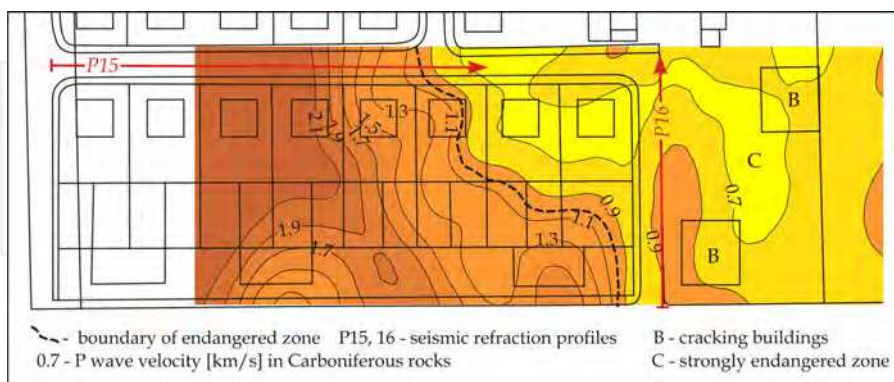 P15
P16
B
2.1
1.9
1.7
1.5
1.3
1.1
C
0.7
0.9
1.1
0.9
1.9
1.7
1.3
B
boundary of endangered zone P15, 16 - seismic refraction profiles B - cracking buildings
0.7 - P wave velocity [km/s] in Carboniferous rocks C - strongly endangered zone